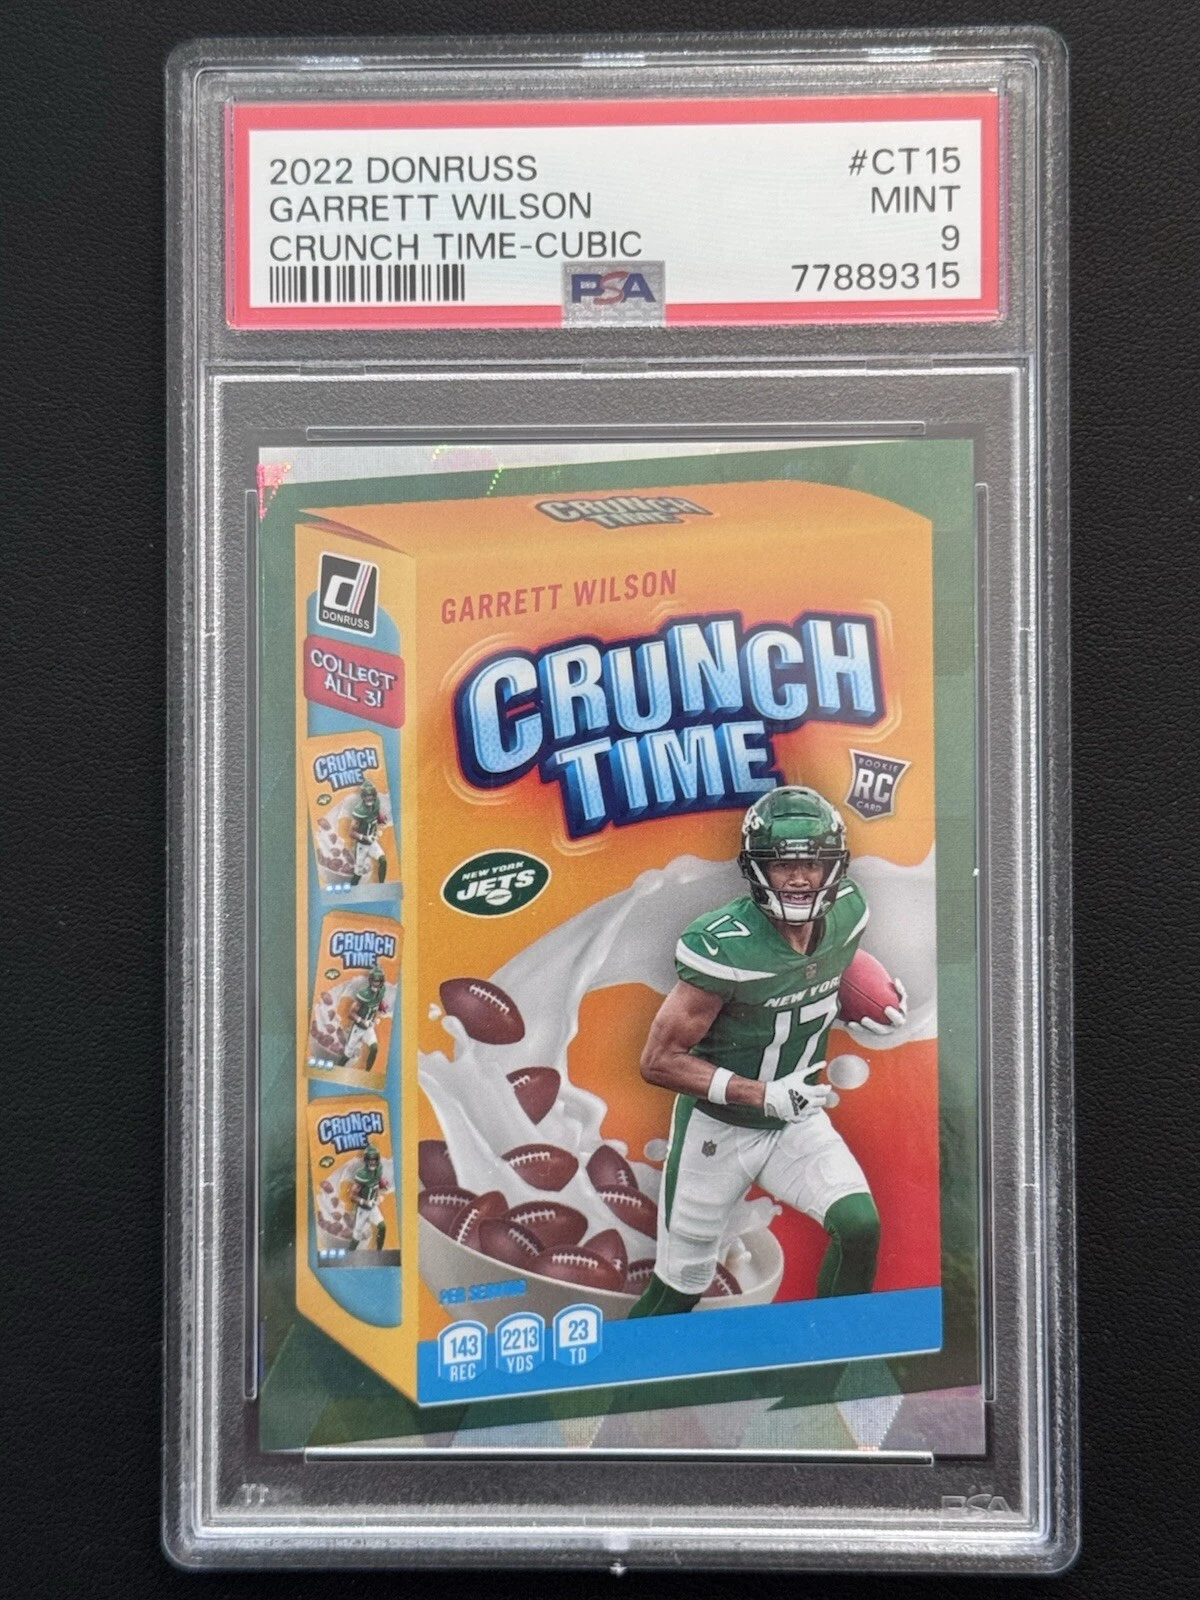 2022 DONRUSS #CT15
GARRETT WILSON MINT
CRUNCH TIME-CUBIC 9
77889315
PSA
CRUNCH
TIME
DONRUSS
COLLECT
ALL 3!
GARRETT WILSON
CRUNCH
TIME
ROOKIE
RC
CARD
CRUNCH
TIME
NEW YORK
JETS
17
NEW YOR
17
CRUNCH
TIME
CRUNCH
TIME
PER SERVING
143
REC
2213
YDS
23
TD
PSA